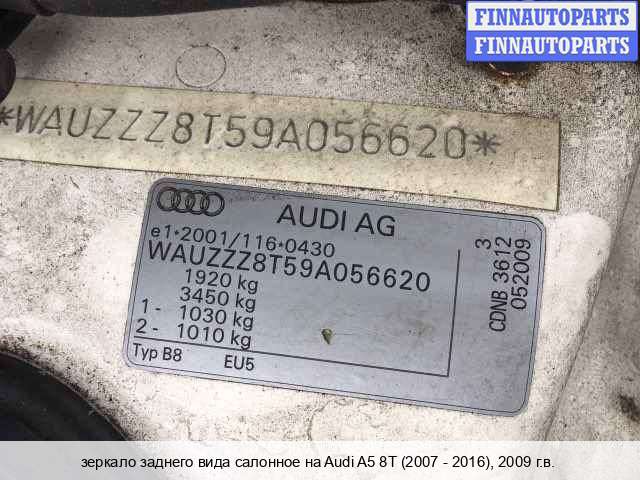 FINNAUTOPARTS
FINNAUTOPARTS
*WAUZZZ8T59A056620*
AUDI AG
e1*2001/116*0430
WAUZZZ8T59A056620
1920 kg
3450 kg
1 - 1030 kg
2 - 1010 kg
Typ B8 EU5
3
CDNB 3612
052009
зеркало заднего вида салонное на Audi A5 8T (2007 - 2016), 2009 г.в.